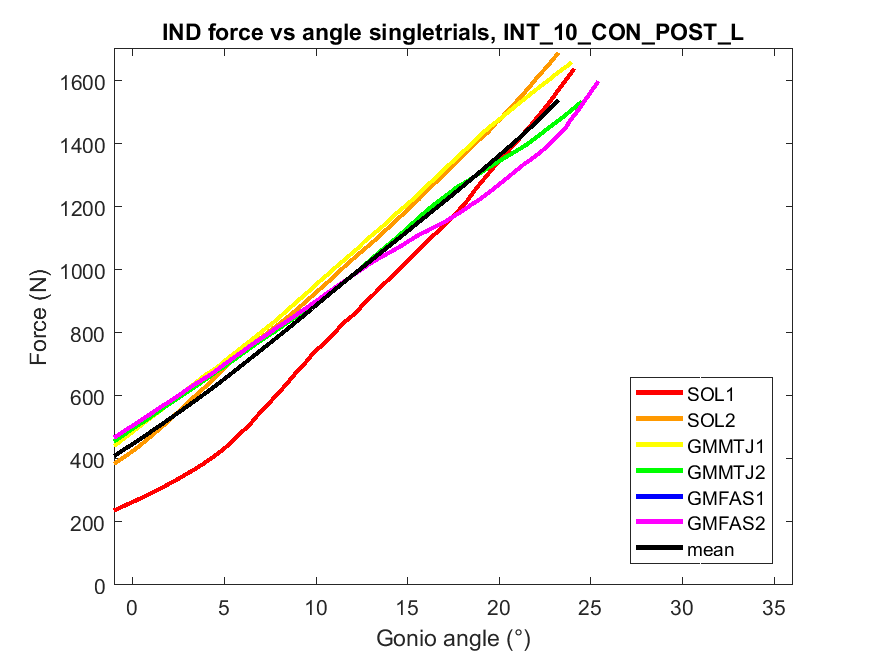 IND force vs angle singletrials, INT_10_CON_POST_L
Force (N)
1600
1400
1200
1000
800
600
400
200
0
0 5 10 15 20 25 30 35
Gonio angle (°)
SOL1
SOL2
GMMTJ1
GMMTJ2
GMFAS1
GMFAS2
mean